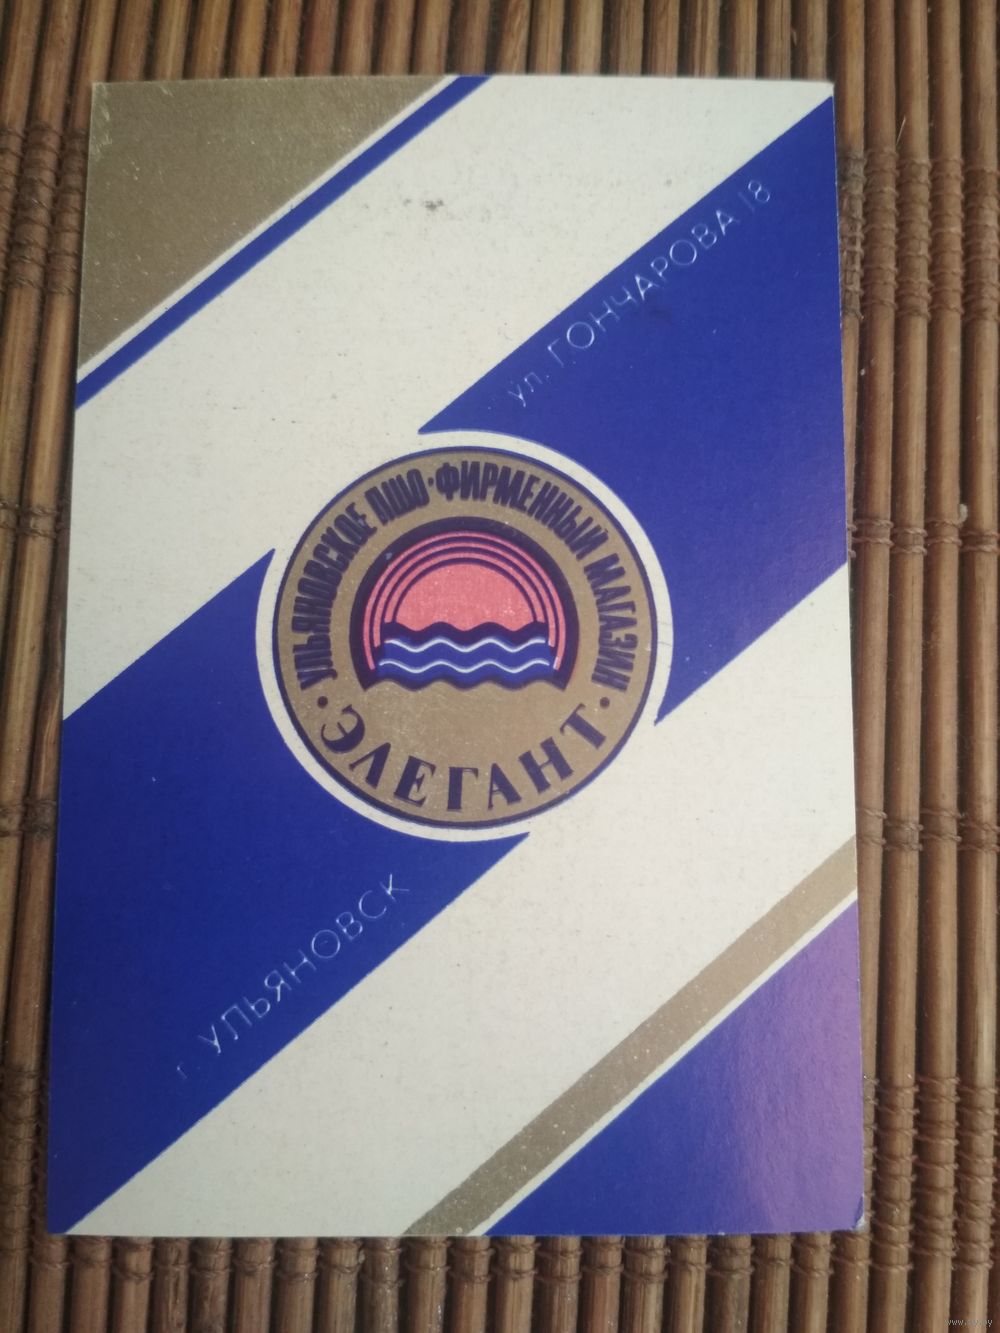 ул. ГОНЧАРОВА 18
УЛЬЯНОВСКОЕ ПШО · ФИРМЕННЫЙ МАГАЗИН
· ЭЛЕГАНТ ·
г. УЛЬЯНОВСК